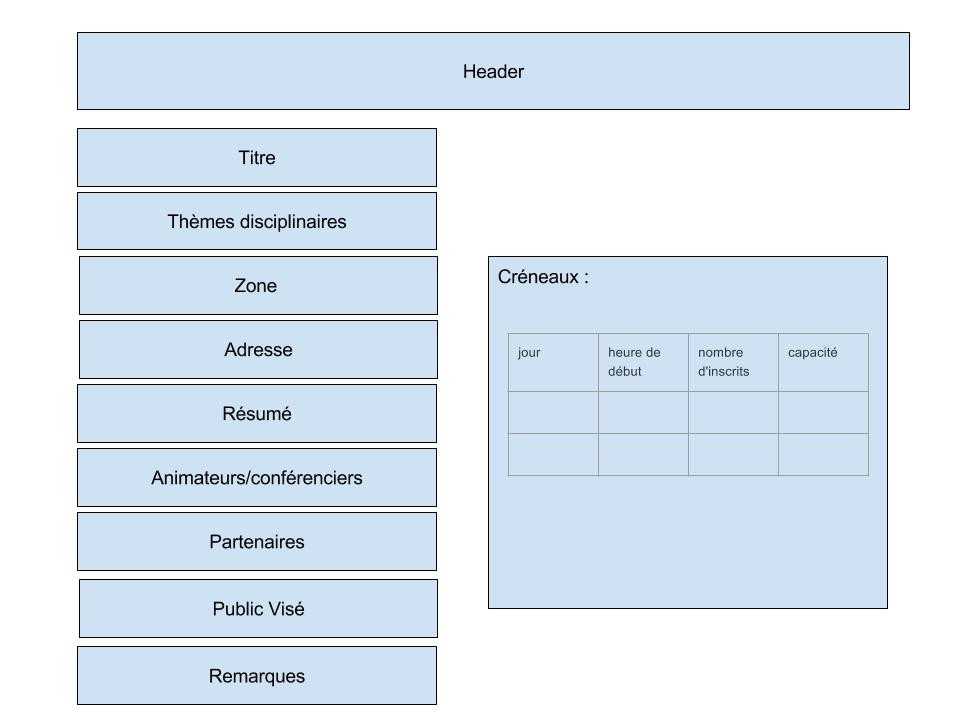 Header
Titre
Thèmes disciplinaires
Zone
Adresse
Résumé
Animateurs/conférenciers
Partenaires
Public Visé
Remarques
Créneaux :
jour
heure de
début
nombre
d'inscrits
capacité